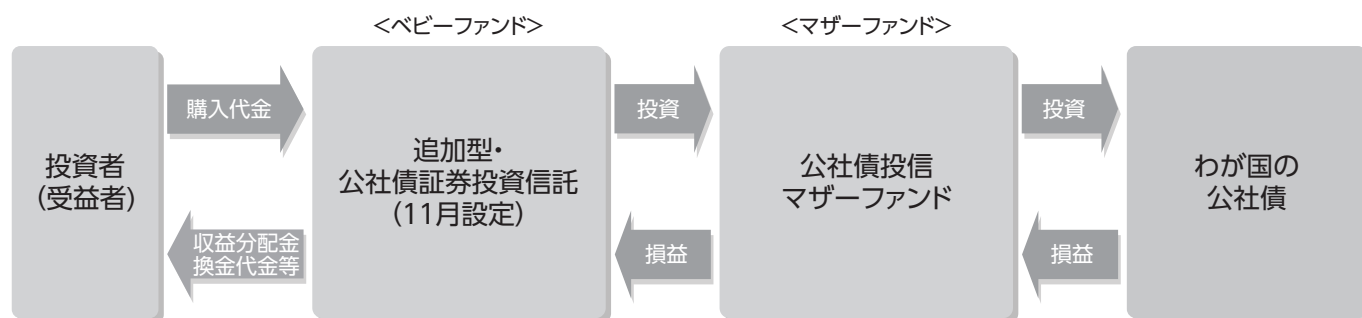 <ベビーファンド>
<マザーファンド>
投資者
(受益者)
購入代金
収益分配金
換金代金等
追加型・
公社債証券投資信託
(11月設定)
投資
損益
公社債投信
マザーファンド
投資
損益
わが国の
公社債